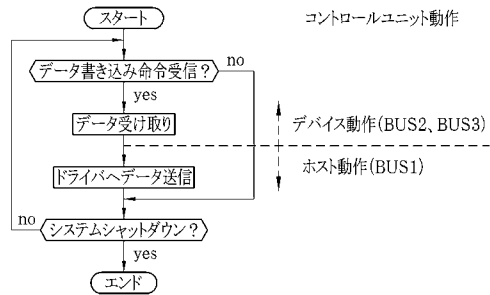 スタート
コントロールユニット動作
データ書き込み命令受信？
no
yes
データ受け取り
デバイス動作(BUS2、BUS3)
ホスト動作(BUS1)
ドライバへデータ送信
no
システムシャットダウン？
yes
エンド